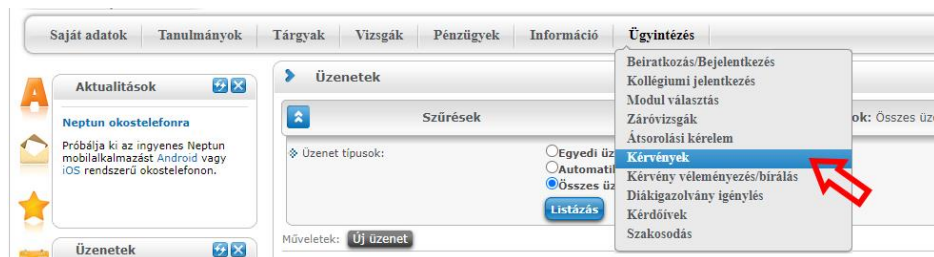 Saját adatok Tanulmányok Tárgyak Vizsgák Pénzügyek Információ Ügyintézés
Aktualitások
Neptun okostelefonra
Próbálja ki az ingyenes Neptun
mobilalkalmazást Android vagy
iOS rendszerű okostelefonon.
Üzenetek
Üzenetek
Szűrések
ok: Összes üze
Üzenet típusok:
Egyedi üz
Automati
Összes üz
Listázás
Műveletek: Új üzenet
Beiratkozás/Bejelentkezés
Kollégiumi jelentkezés
Modul választás
Záróvizsgák
Átsorolási kérelem
Kérvények
Kérvény véleményezés/bírálás
Diákigazolvány igénylés
Kérdőívek
Szakosodás